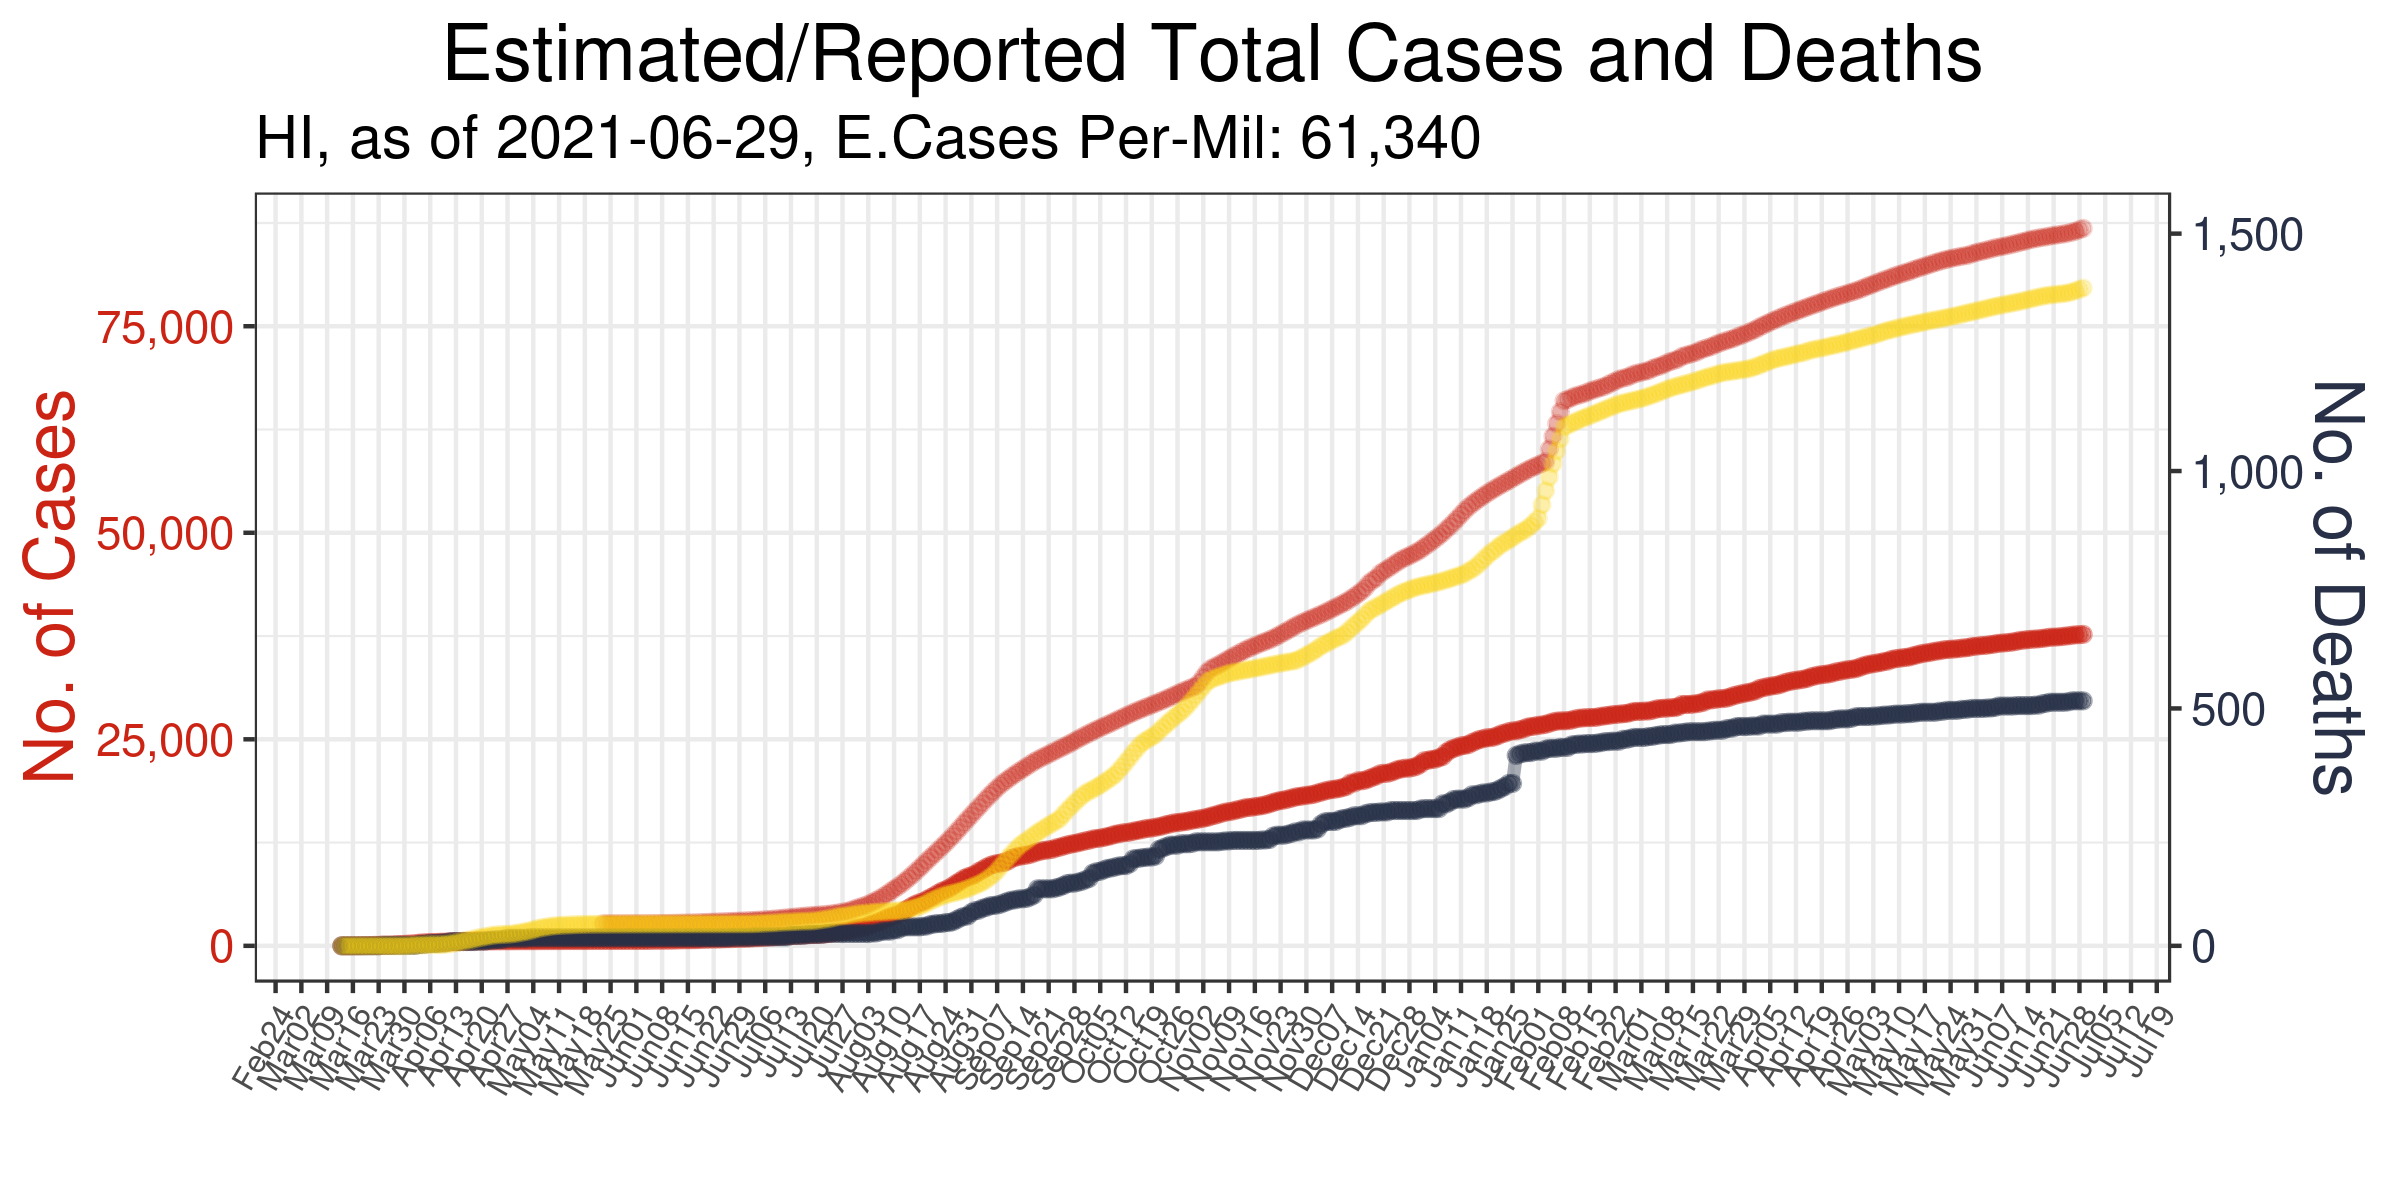 Estimated/Reported Total Cases and Deaths
HI, as of 2021-06-29, E.Cases Per-Mil: 61,340
No. of Cases
75,000
50,000
25,000
0
1,500
1,000
500
0
No. of Deaths
Feb24
Mar02
Mar09
Mar16
Mar23
Mar30
Apr06
Apr13
Apr20
Apr27
May04
May11
May18
May25
Jun01
Jun08
Jun15
Jun22
Jun29
Jul06
Jul13
Jul20
Jul27
Aug03
Aug10
Aug17
Aug24
Aug31
Sep07
Sep14
Sep21
Sep28
Oct05
Oct12
Oct19
Oct26
Nov02
Nov09
Nov16
Nov23
Nov30
Dec07
Dec14
Dec21
Dec28
Jan04
Jan11
Jan18
Jan25
Feb01
Feb08
Feb15
Feb22
Mar01
Mar08
Mar15
Mar22
Mar29
Apr05
Apr12
Apr19
Apr26
May03
May10
May17
May24
May31
Jun07
Jun14
Jun21
Jun28
Jul05
Jul12
Jul19